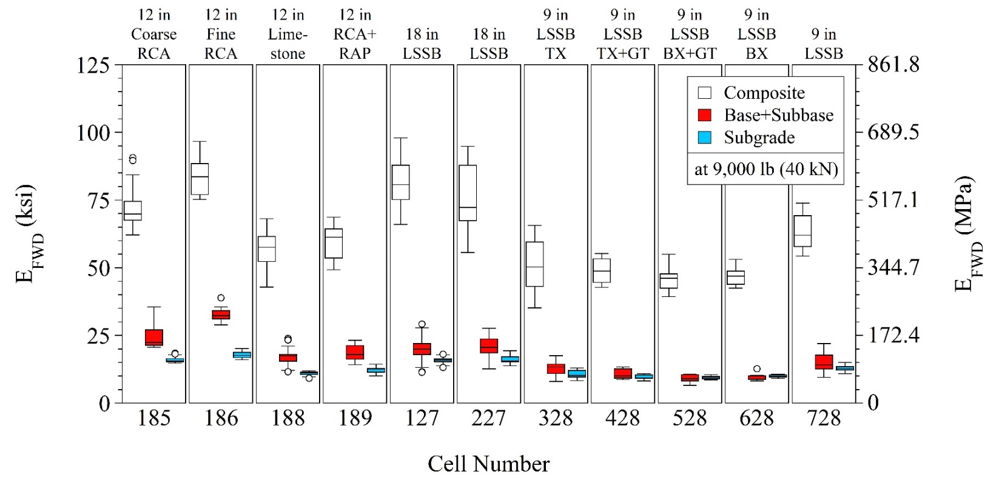 12 in
Coarse
RCA
12 in
Fine
RCA
12 in
Lime-
stone
12 in
RCA+
RAP
18 in
LSSB
18 in
LSSB
9 in
LSSB
TX
9 in
LSSB
TX+GT
9 in
LSSB
BX+GT
9 in
LSSB
BX
9 in
LSSB
125
100
75
50
25
0
E_FWD (ksi)
861.8
689.5
517.1
344.7
172.4
0
E_FWD (MPa)
Composite
Base+Subbase
Subgrade
at 9,000 lb (40 kN)
185
186
188
189
127
227
328
428
528
628
728
Cell Number